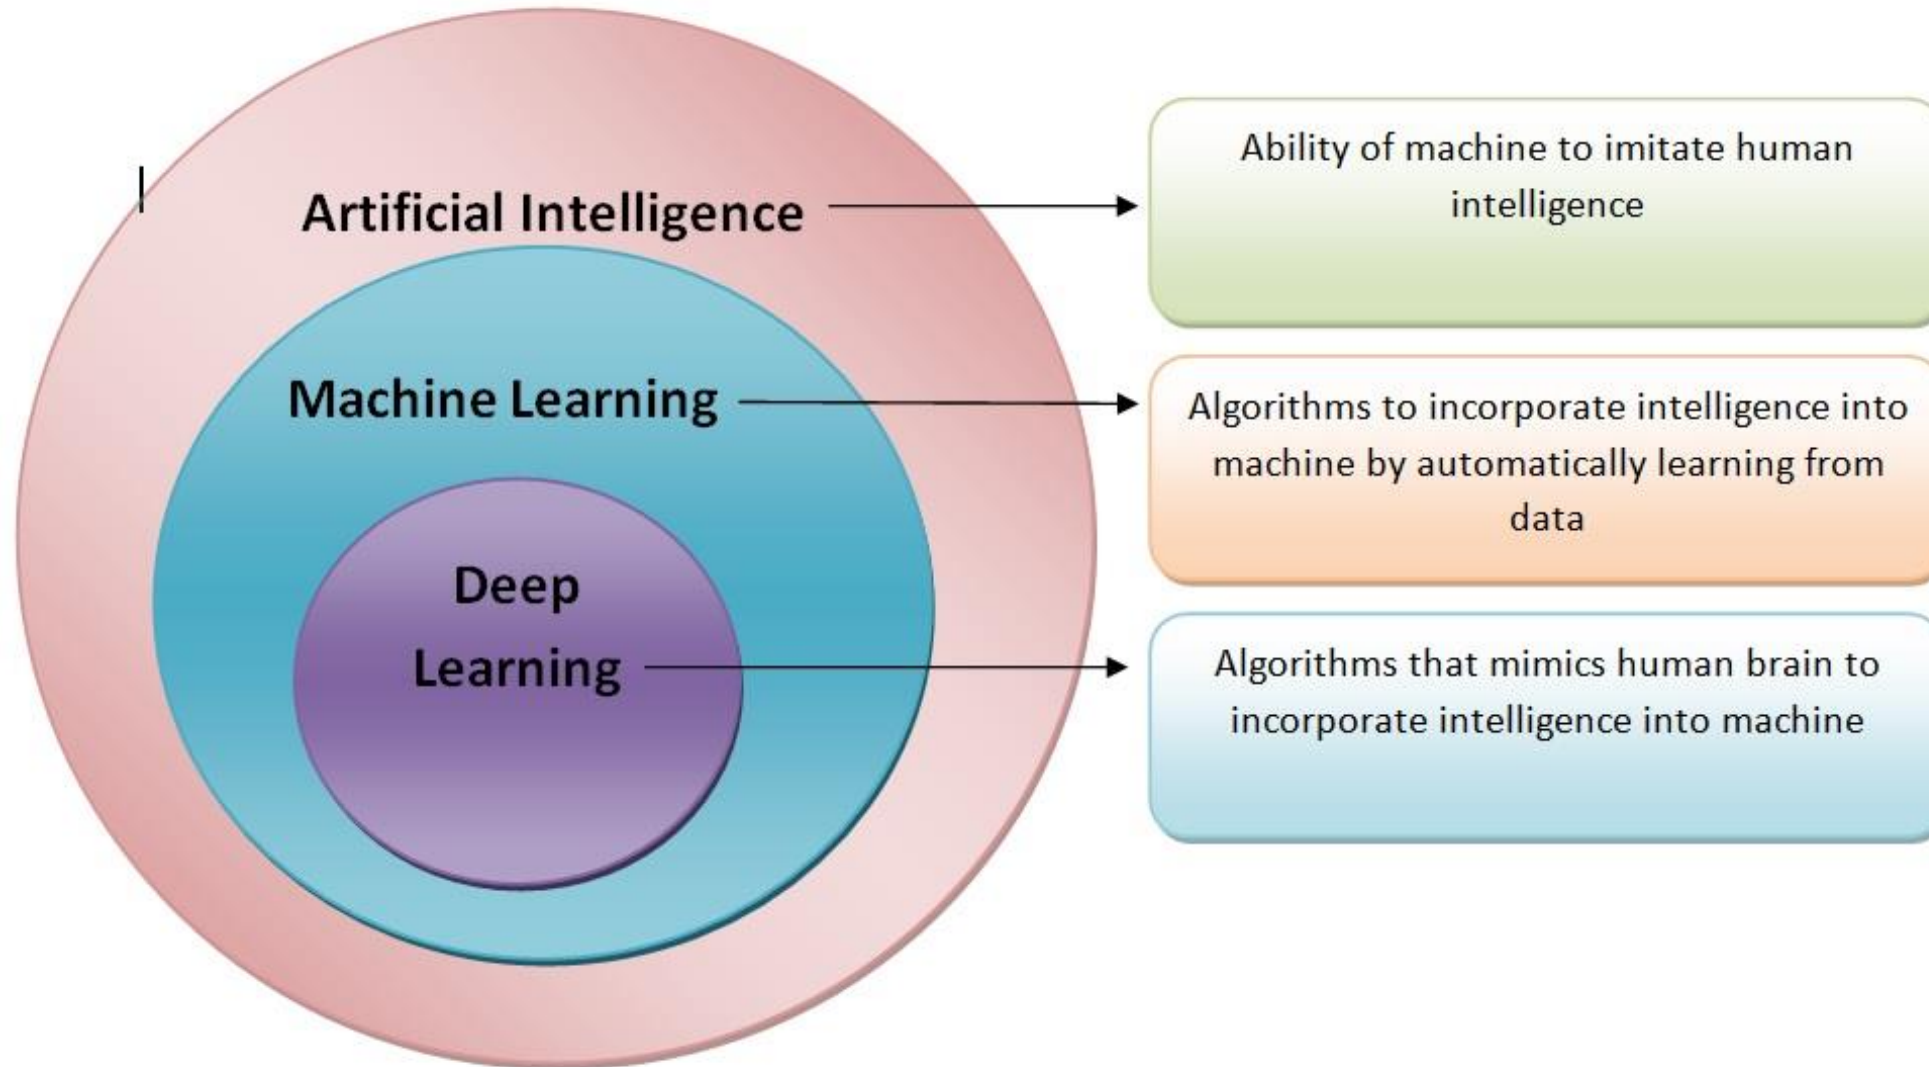 Artificial Intelligence
Ability of machine to imitate human
intelligence
Machine Learning
Algorithms to incorporate intelligence into
machine by automatically learning from
data
Deep
Learning
Algorithms that mimics human brain to
incorporate intelligence into machine